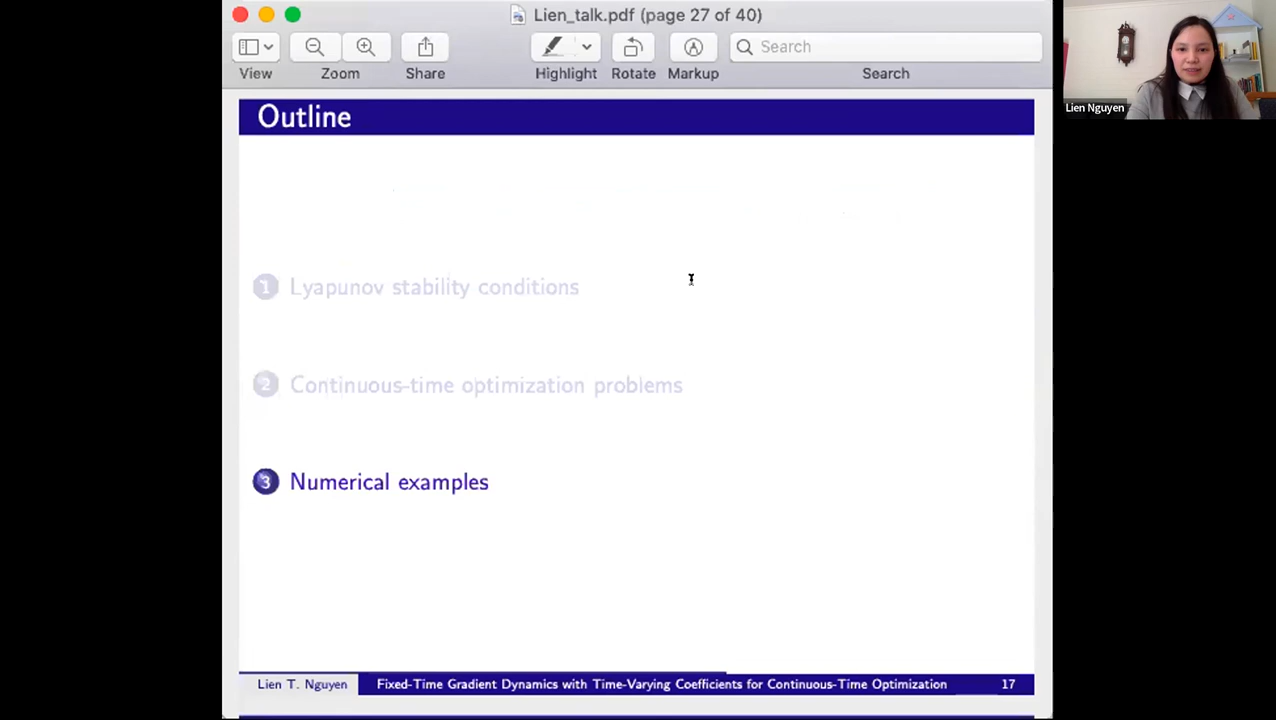 Lien_talk.pdf (page 27 of 40)
Search
View
Zoom
Share
Highlight
Rotate
Markup
Search
Lien Nguyen
Outline
1 Lyapunov stability conditions
2 Continuous-time optimization problems
3 Numerical examples
Lien T. Nguyen
Fixed-Time Gradient Dynamics with Time-Varying Coefficients for Continuous-Time Optimization
17